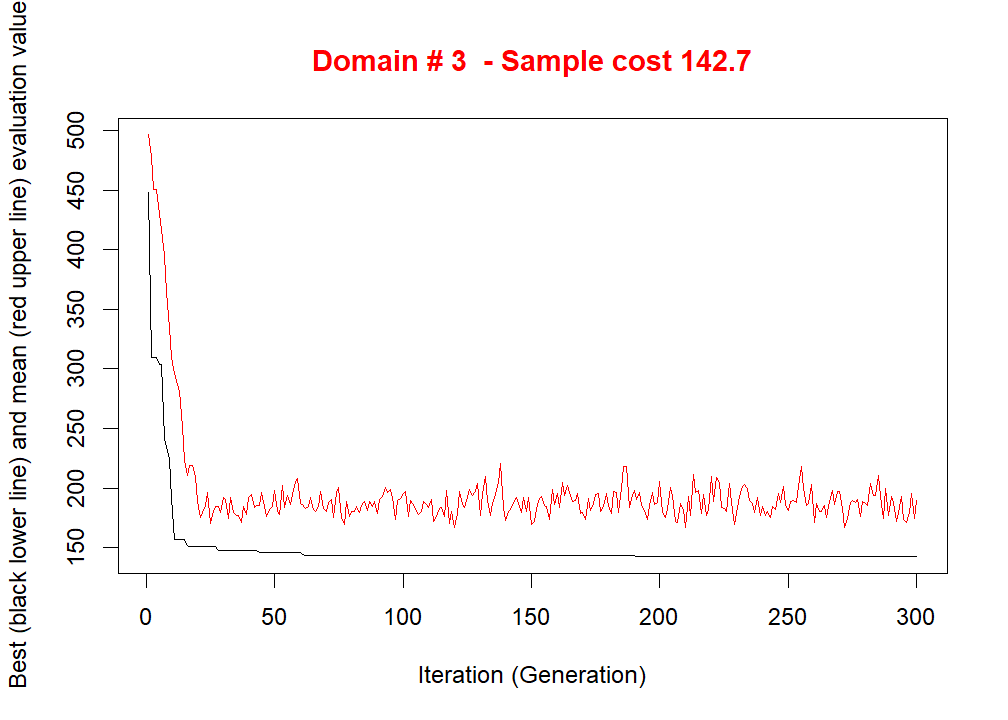 Domain # 3  - Sample cost 142.7
Best (black lower line) and mean (red upper line) evaluation value
500
450
400
350
300
250
200
150
0 50 100 150 200 250 300
Iteration (Generation)